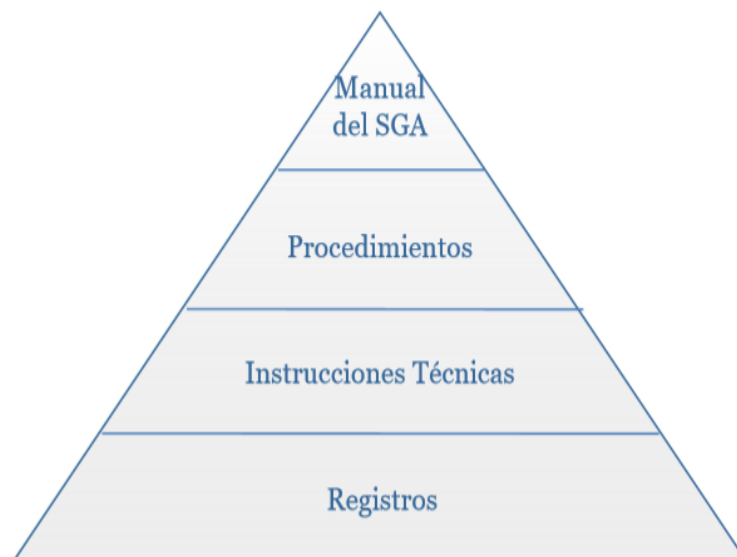 Manual
del SGA
Procedimientos
Instrucciones Técnicas
Registros